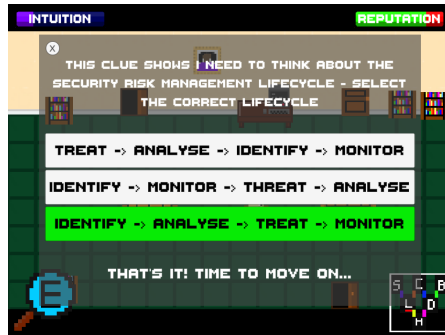 INTUITION
REPUTATION
X
THIS CLUE SHOWS I NEED TO THINK ABOUT THE
SECURITY RISK MANAGEMENT LIFECYCLE - SELECT
THE CORRECT LIFECYCLE
TREAT -> ANALYSE -> IDENTIFY -> MONITOR
IDENTIFY -> MONITOR -> THREAT -> ANALYSE
IDENTIFY -> ANALYSE -> TREAT -> MONITOR
THAT'S IT! TIME TO MOVE ON...
E
S C B
L D
H